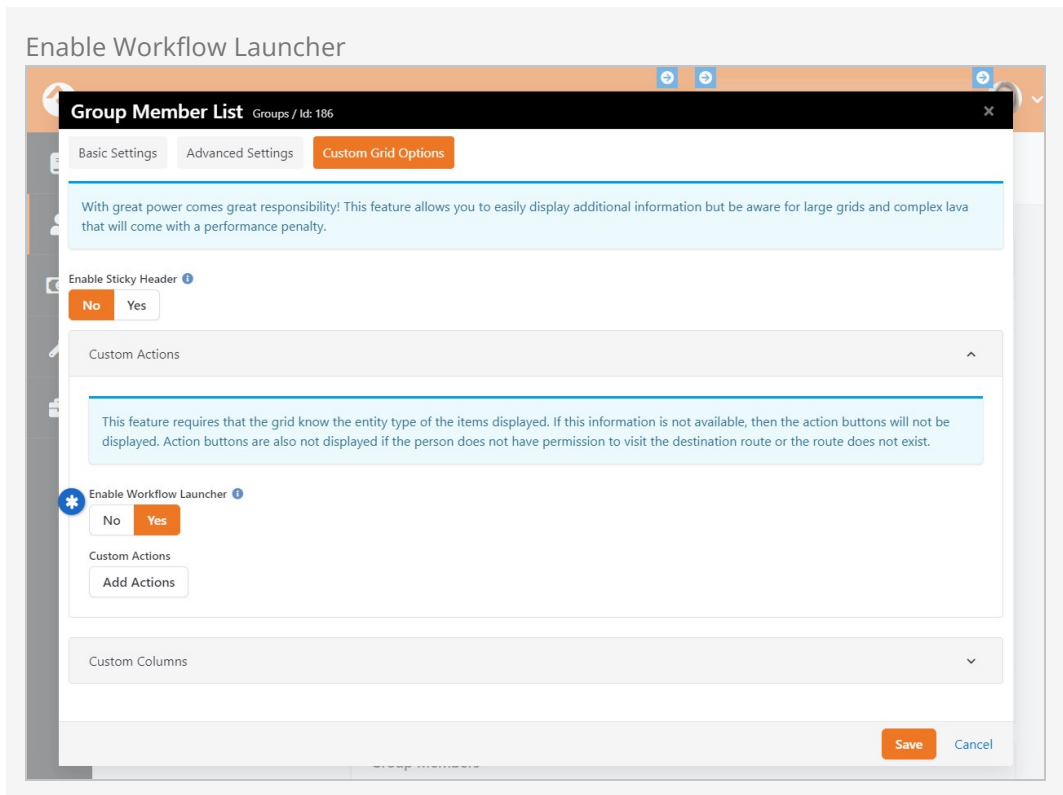 Enable Workflow Launcher
Group Member List Groups / Id: 186 ×
Basic Settings Advanced Settings Custom Grid Options
With great power comes great responsibility! This feature allows you to easily display additional information but be aware for large grids and complex lava
that will come with a performance penalty.
Enable Sticky Header
No Yes
Custom Actions
This feature requires that the grid know the entity type of the items displayed. If this information is not available, then the action buttons will not be
displayed. Action buttons are also not displayed if the person does not have permission to visit the destination route or the route does not exist.
Enable Workflow Launcher
No Yes
Custom Actions
Add Actions
Custom Columns
Save Cancel
Group Members